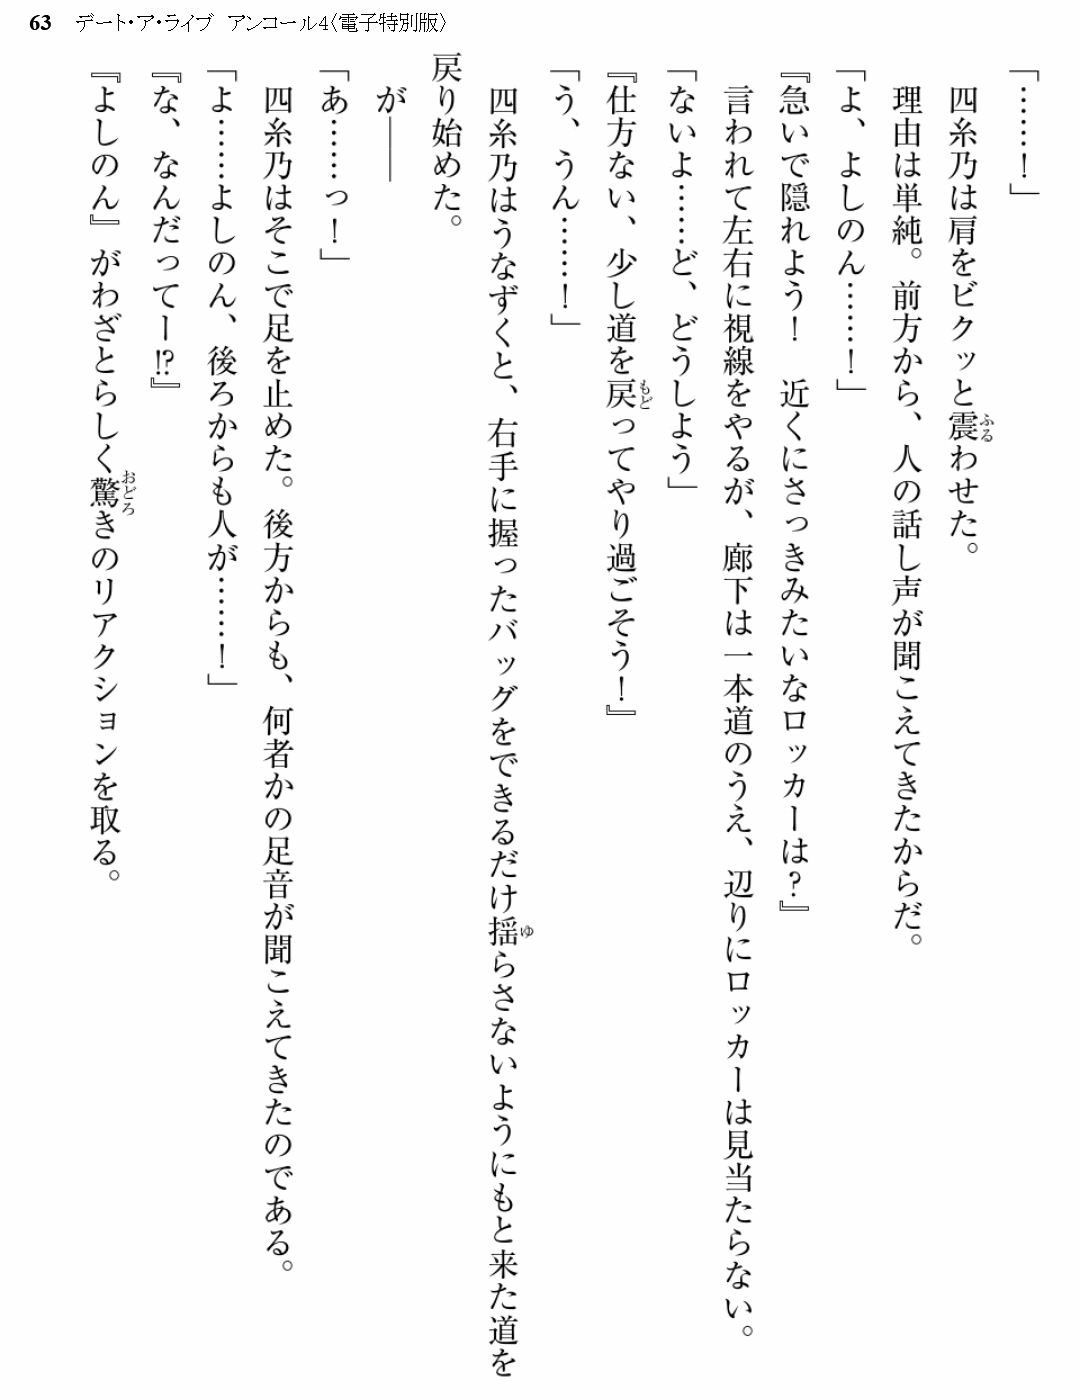 63 デート・ア・ライブ アンコール4〈電子特別版〉
「……！」
四糸乃は肩をビクッと震わせた。
理由は単純。前方から、人の話し声が聞こえてきたからだ。
「よ、よしのん……！」
『急いで隠れよう！　近くにさっきみたいなロッカーは？』
言われて左右に視線をやるが、廊下は一本道のうえ、辺りにロッカーは見当たらない。
「ないよ……ど、どうしよう」
『仕方ない、少し道を戻ってやり過ごそう！』
「う、うん……！」
四糸乃はうなずくと、右手に握ったバッグをできるだけ揺らさないようにもと来た道を
戻り始めた。
が――
「あ……っ！」
四糸乃はそこで足を止めた。後方からも、何者かの足音が聞こえてきたのである。
「よ……よしのん、後ろからも人が……！」
『な、なんだってー!?』
『よしのん』がわざとらしく驚きのリアクションを取る。